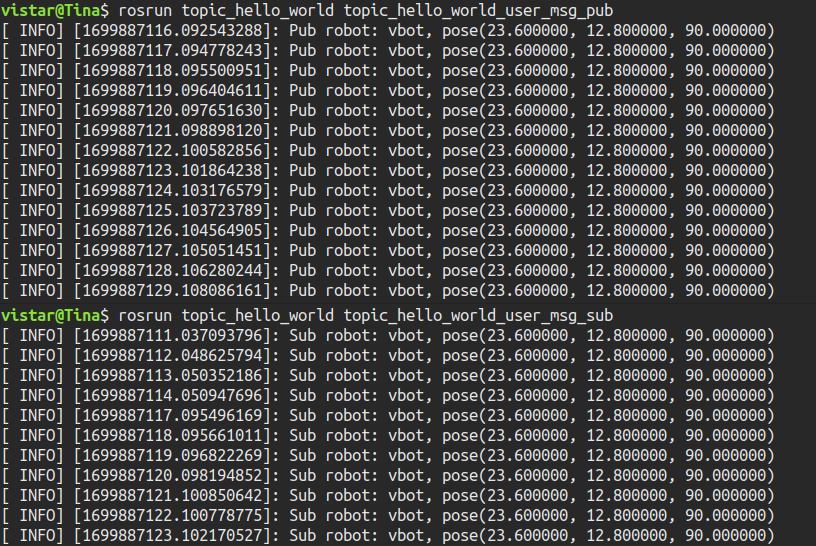 vistar@Tina$ rosrun topic_hello_world topic_hello_world_user_msg_pub
[ INFO] [1699887116.092543288]: Pub robot: vbot, pose(23.600000, 12.800000, 90.000000)
[ INFO] [1699887117.094778243]: Pub robot: vbot, pose(23.600000, 12.800000, 90.000000)
[ INFO] [1699887118.095500951]: Pub robot: vbot, pose(23.600000, 12.800000, 90.000000)
[ INFO] [1699887119.096404611]: Pub robot: vbot, pose(23.600000, 12.800000, 90.000000)
[ INFO] [1699887120.097651630]: Pub robot: vbot, pose(23.600000, 12.800000, 90.000000)
[ INFO] [1699887121.098898120]: Pub robot: vbot, pose(23.600000, 12.800000, 90.000000)
[ INFO] [1699887122.100582856]: Pub robot: vbot, pose(23.600000, 12.800000, 90.000000)
[ INFO] [1699887123.101864238]: Pub robot: vbot, pose(23.600000, 12.800000, 90.000000)
[ INFO] [1699887124.103176579]: Pub robot: vbot, pose(23.600000, 12.800000, 90.000000)
[ INFO] [1699887125.103723789]: Pub robot: vbot, pose(23.600000, 12.800000, 90.000000)
[ INFO] [1699887126.104564905]: Pub robot: vbot, pose(23.600000, 12.800000, 90.000000)
[ INFO] [1699887127.105051451]: Pub robot: vbot, pose(23.600000, 12.800000, 90.000000)
[ INFO] [1699887128.106280244]: Pub robot: vbot, pose(23.600000, 12.800000, 90.000000)
[ INFO] [1699887129.108086161]: Pub robot: vbot, pose(23.600000, 12.800000, 90.000000)
vistar@Tina$ rosrun topic_hello_world topic_hello_world_user_msg_sub
[ INFO] [1699887111.037093796]: Sub robot: vbot, pose(23.600000, 12.800000, 90.000000)
[ INFO] [1699887112.048625794]: Sub robot: vbot, pose(23.600000, 12.800000, 90.000000)
[ INFO] [1699887113.050352186]: Sub robot: vbot, pose(23.600000, 12.800000, 90.000000)
[ INFO] [1699887114.050947696]: Sub robot: vbot, pose(23.600000, 12.800000, 90.000000)
[ INFO] [1699887117.095496169]: Sub robot: vbot, pose(23.600000, 12.800000, 90.000000)
[ INFO] [1699887118.095661011]: Sub robot: vbot, pose(23.600000, 12.800000, 90.000000)
[ INFO] [1699887119.096822269]: Sub robot: vbot, pose(23.600000, 12.800000, 90.000000)
[ INFO] [1699887120.098194852]: Sub robot: vbot, pose(23.600000, 12.800000, 90.000000)
[ INFO] [1699887121.100850642]: Sub robot: vbot, pose(23.600000, 12.800000, 90.000000)
[ INFO] [1699887122.100778775]: Sub robot: vbot, pose(23.600000, 12.800000, 90.000000)
[ INFO] [1699887123.102170527]: Sub robot: vbot, pose(23.600000, 12.800000, 90.000000)